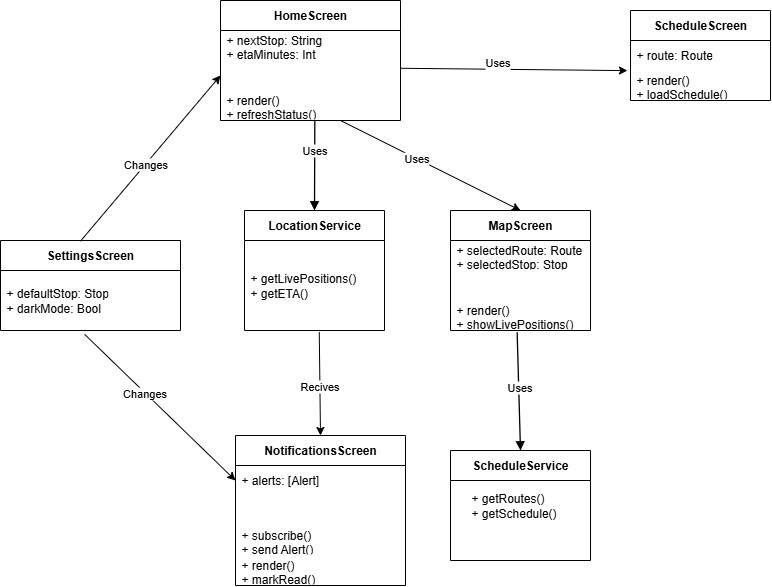 HomeScreen
+ nextStop: String
+ etaMinutes: Int
+ render()
+ refreshStatus()
ScheduleScreen
+ route: Route
+ render()
+ loadSchedule()
Uses
Changes
Uses
Uses
SettingsScreen
+ defaultStop: Stop
+ darkMode: Bool
LocationService
+ getLivePositions()
+ getETA()
MapScreen
+ selectedRoute: Route
+ selectedStop: Stop
+ render()
+ showLivePositions()
Changes
Recives
Uses
NotificationsScreen
+ alerts: [Alert]
+ subscribe()
+ send Alert()
+ render()
+ markRead()
ScheduleService
+ getRoutes()
+ getSchedule()